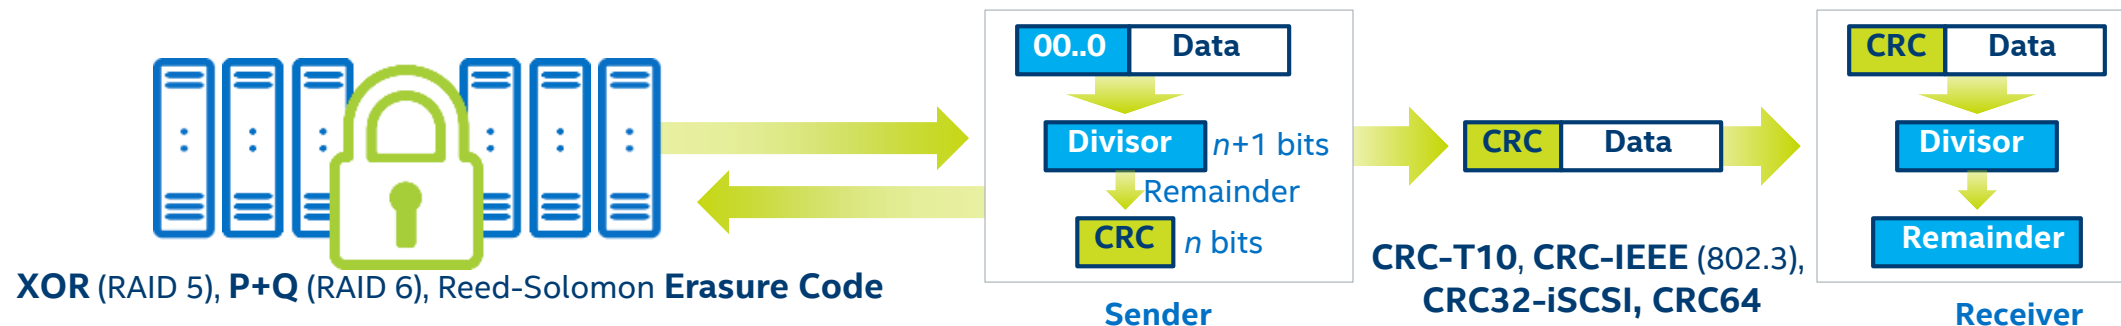 XOR (RAID 5), P+Q (RAID 6), Reed-Solomon Erasure Code
00..0 Data
Divisor n+1 bits
Remainder
CRC n bits
Sender
CRC Data
CRC-T10, CRC-IEEE (802.3),
CRC32-iSCSI, CRC64
CRC Data
Divisor
Remainder
Receiver